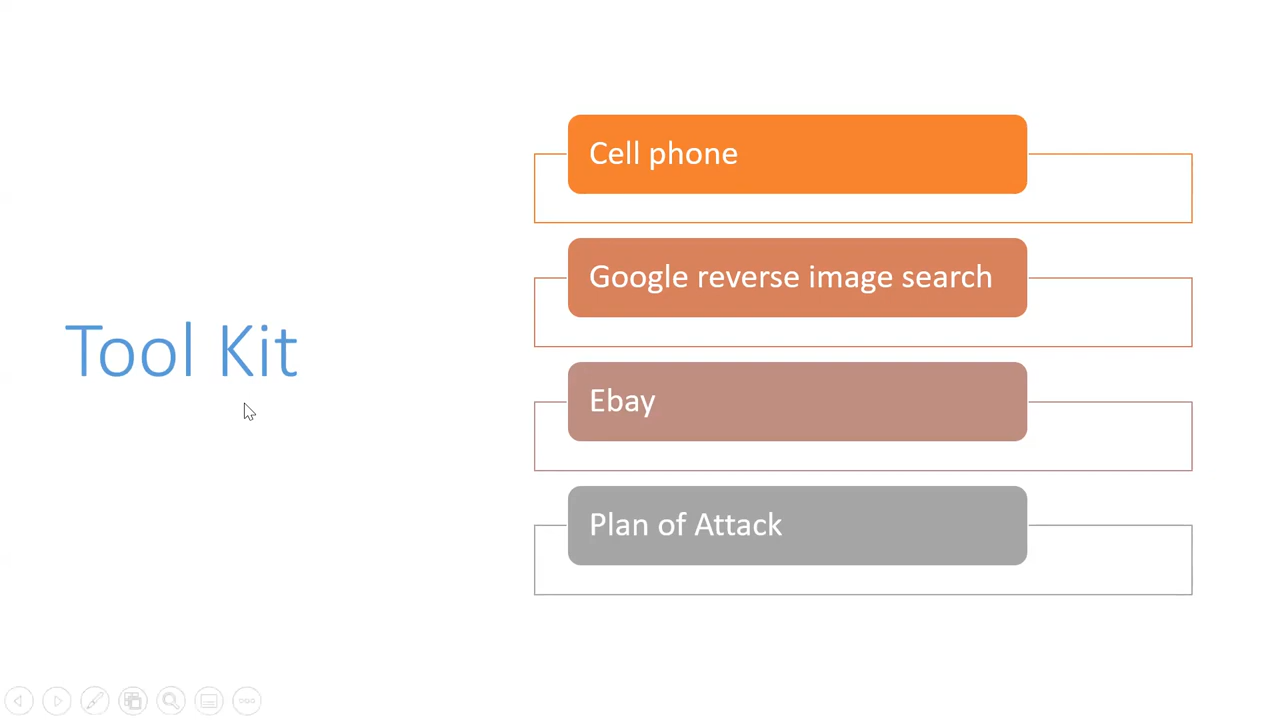 Tool Kit
Cell phone
Google reverse image search
Ebay
Plan of Attack